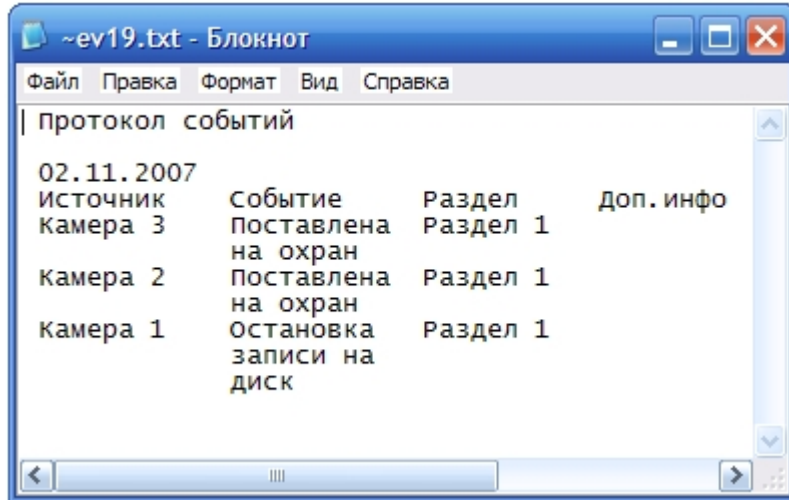 ~ev19.txt - Блокнот
Файл Правка Формат Вид Справка
Протокол событий
02.11.2007
Источник Событие Раздел Доп.инфо
Камера 3 Поставлена Раздел 1
на охран
Камера 2 Поставлена Раздел 1
на охран
Камера 1 Остановка Раздел 1
записи на
диск